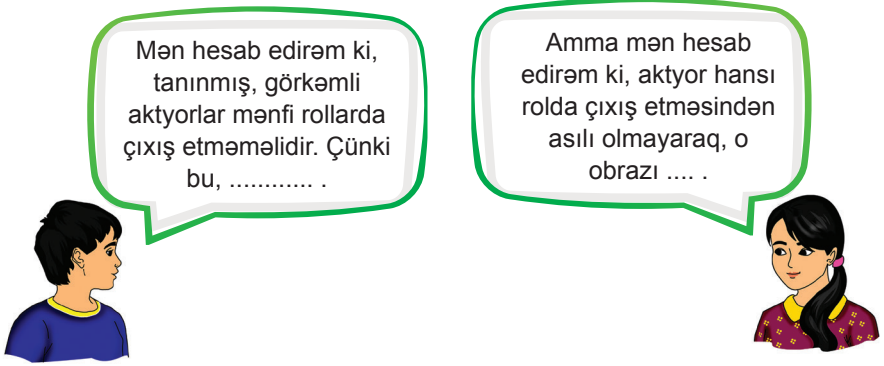 Mən hesab edirəm ki,
tanınmış, görkəmli
aktyorlar mənfi rollarda
çıxış etməməlidir. Çünki
bu, ............ .
Amma mən hesab
edirəm ki, aktyor hansı
rolda çıxış etməsindən
asılı olmayaraq, o
obrazı .... .